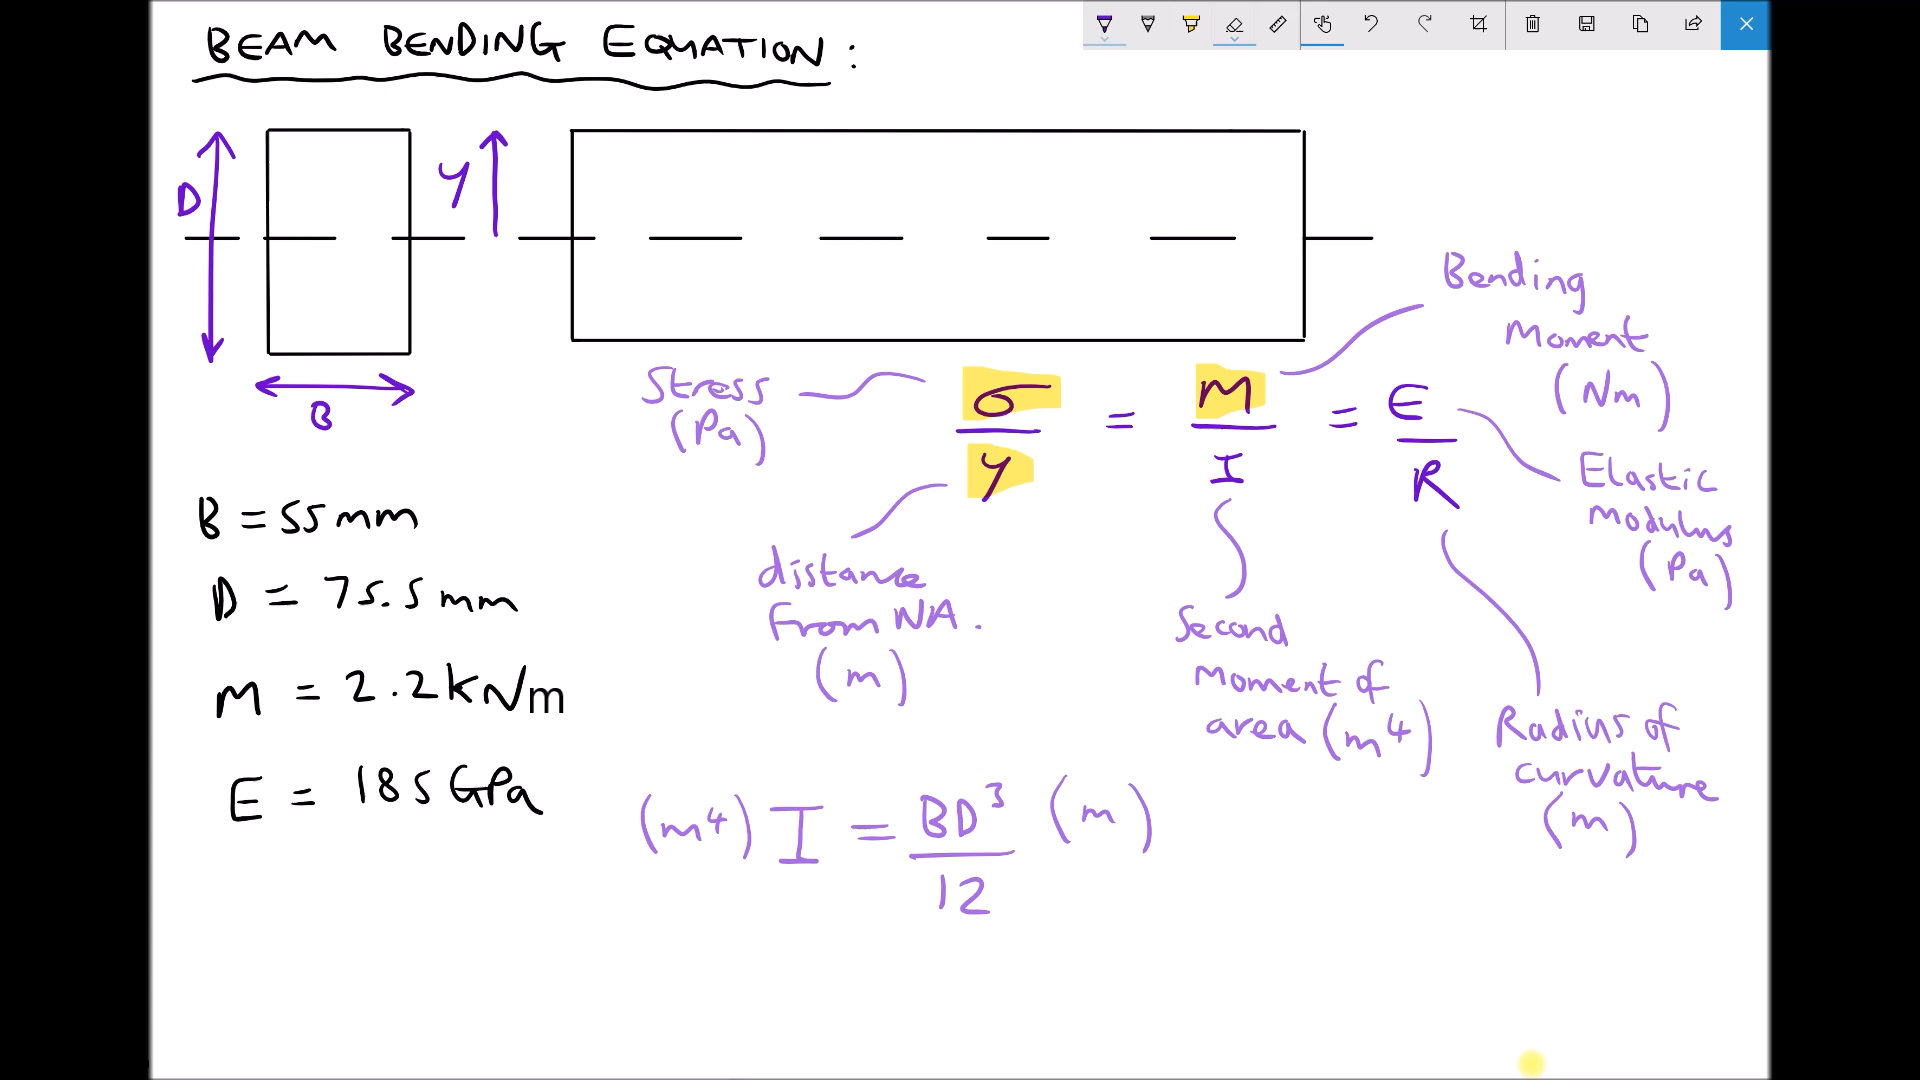 BEAM BENDING EQUATION:
D
B
y
B = 55mm
D = 75.5mm
M = 2.2kNm
E = 185GPa
σ/y = M/I = E/R
Stress
(Pa)
distance
from NA.
(m)
Bending
Moment
(Nm)
Second
Moment of
area (m⁴)
Elastic
modulus
(Pa)
Radius of
curvature
(m)
(m⁴) I = BD³/12 (m)